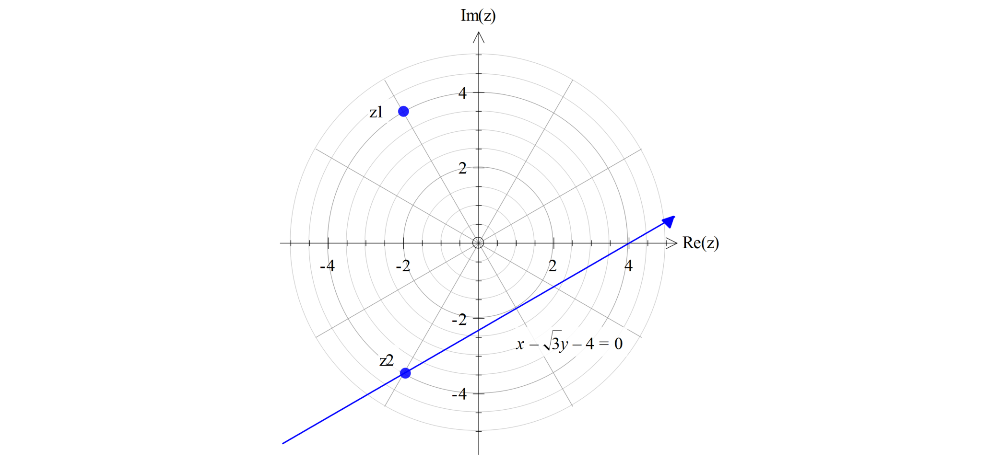 Im(z)
4
z1
2
Re(z)
-4 -2 2 4
-2
x – √3y – 4 = 0
z2
-4